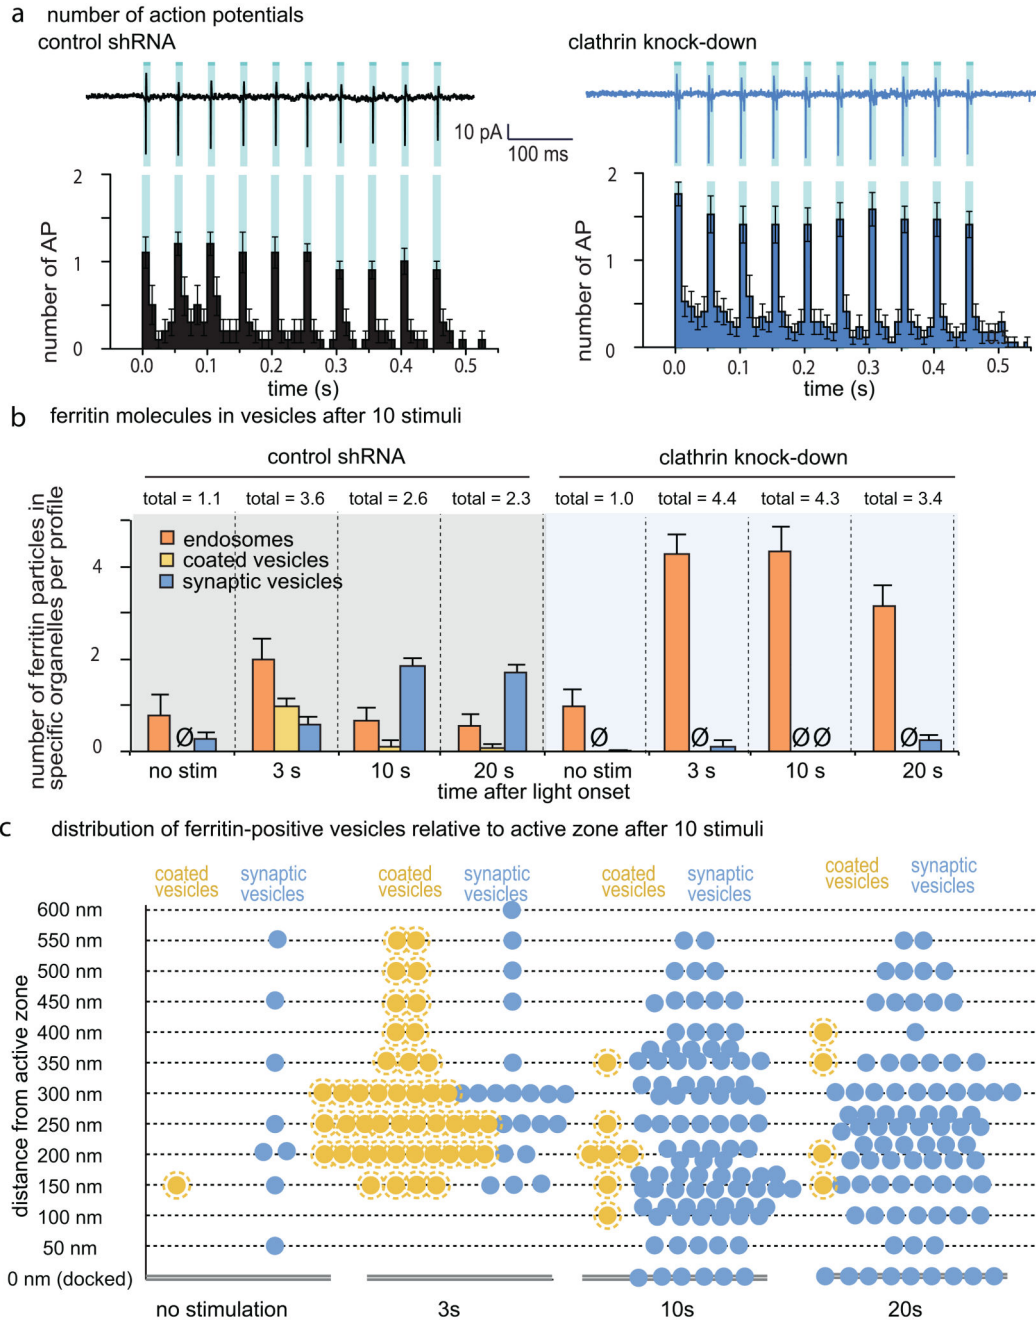 a number of action potentials
control shRNA
clathrin knock-down
10 pA
100 ms
number of AP
2
1
0
0.0 0.1 0.2 0.3 0.4 0.5
time (s)
number of AP
2
1
0
0.0 0.1 0.2 0.3 0.4 0.5
time (s)
b ferritin molecules in vesicles after 10 stimuli
control shRNA
clathrin knock-down
total = 1.1 total = 3.6 total = 2.6 total = 2.3 total = 1.0 total = 4.4 total = 4.3 total = 3.4
number of ferritin particles in
specific organelles per profile
4
2
0
endosomes
coated vesicles
synaptic vesicles
Ø Ø Ø Ø Ø Ø
no stim 3 s 10 s 20 s no stim 3 s 10 s 20 s
time after light onset
c distribution of ferritin-positive vesicles relative to active zone after 10 stimuli
coated
vesicles
synaptic
vesicles
coated
vesicles
synaptic
vesicles
coated
vesicles
synaptic
vesicles
coated
vesicles
synaptic
vesicles
distance from active zone
600 nm
550 nm
500 nm
450 nm
400 nm
350 nm
300 nm
250 nm
200 nm
150 nm
100 nm
50 nm
0 nm (docked)
no stimulation 3s 10s 20s